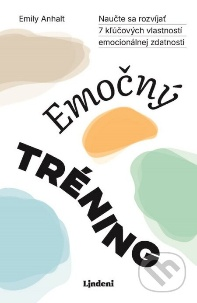 Emily Anhalt
Naučte sa rozvíjať
7 kľúčových vlastností
emocionálnej zdatnosti
Emočný
TRÉNING
Lindeni
m